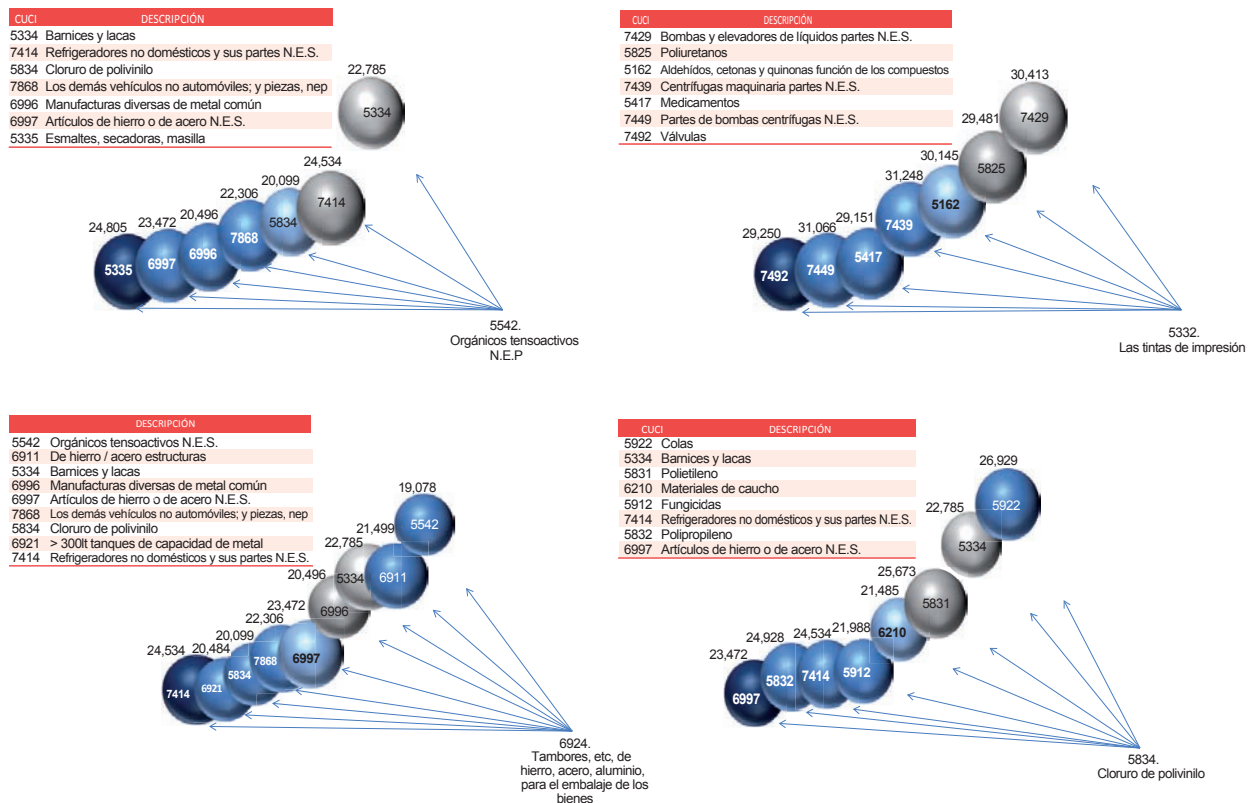 CUCI DESCRIPCIÓN
5334 Barnices y lacas
7414 Refrigeradores no domésticos y sus partes N.E.S.
5834 Cloruro de polivinilo
7868 Los demás vehículos no automóviles; y piezas, nep
6996 Manufacturas diversas de metal común
6997 Artículos de hierro o de acero N.E.S.
5335 Esmaltes, secadoras, masilla
22,785
5334
24,534
7414
20,099
5834
22,306
7868
20,496
6996
23,472
6997
24,805
5335
5542.
Orgánicos tensoactivos
N.E.P
CUCI DESCRIPCIÓN
7429 Bombas y elevadores de líquidos partes N.E.S.
5825 Poliuretanos
5162 Aldehídos, cetonas y quinonas función de los compuestos
7439 Centrífugas maquinaria partes N.E.S.
5417 Medicamentos
7449 Partes de bombas centrífugas N.E.S.
7492 Válvulas
30,413
7429
29,481
5825
30,145
5162
31,248
7439
29,151
5417
31,066
7449
29,250
7492
5332.
Las tintas de impresión
DESCRIPCIÓN
5542 Orgánicos tensoactivos N.E.S.
6911 De hierro / acero estructuras
5334 Barnices y lacas
6996 Manufacturas diversas de metal común
6997 Artículos de hierro o de acero N.E.S.
7868 Los demás vehículos no automóviles; y piezas, nep
5834 Cloruro de polivinilo
6921 > 300lt tanques de capacidad de metal
7414 Refrigeradores no domésticos y sus partes N.E.S.
19,078
5542
21,499
6911
22,785
5334
20,496
6996
23,472
6997
22,306
7868
20,099
5834
20,484
6921
24,534
7414
6924.
Tambores, etc, de
hierro, acero, aluminio,
para el embalaje de los
bienes
CUCI DESCRIPCIÓN
5922 Colas
5334 Barnices y lacas
5831 Polietileno
6210 Materiales de caucho
5912 Fungicidas
7414 Refrigeradores no domésticos y sus partes N.E.S.
5832 Polipropileno
6997 Artículos de hierro o de acero N.E.S.
26,929
5922
22,785
5334
25,673
5831
21,485
6210
21,988
5912
24,534
7414
24,928
5832
23,472
6997
5834.
Cloruro de polivinilo